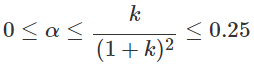 0 ≤ α ≤ k/(1 + k)² ≤ 0.25